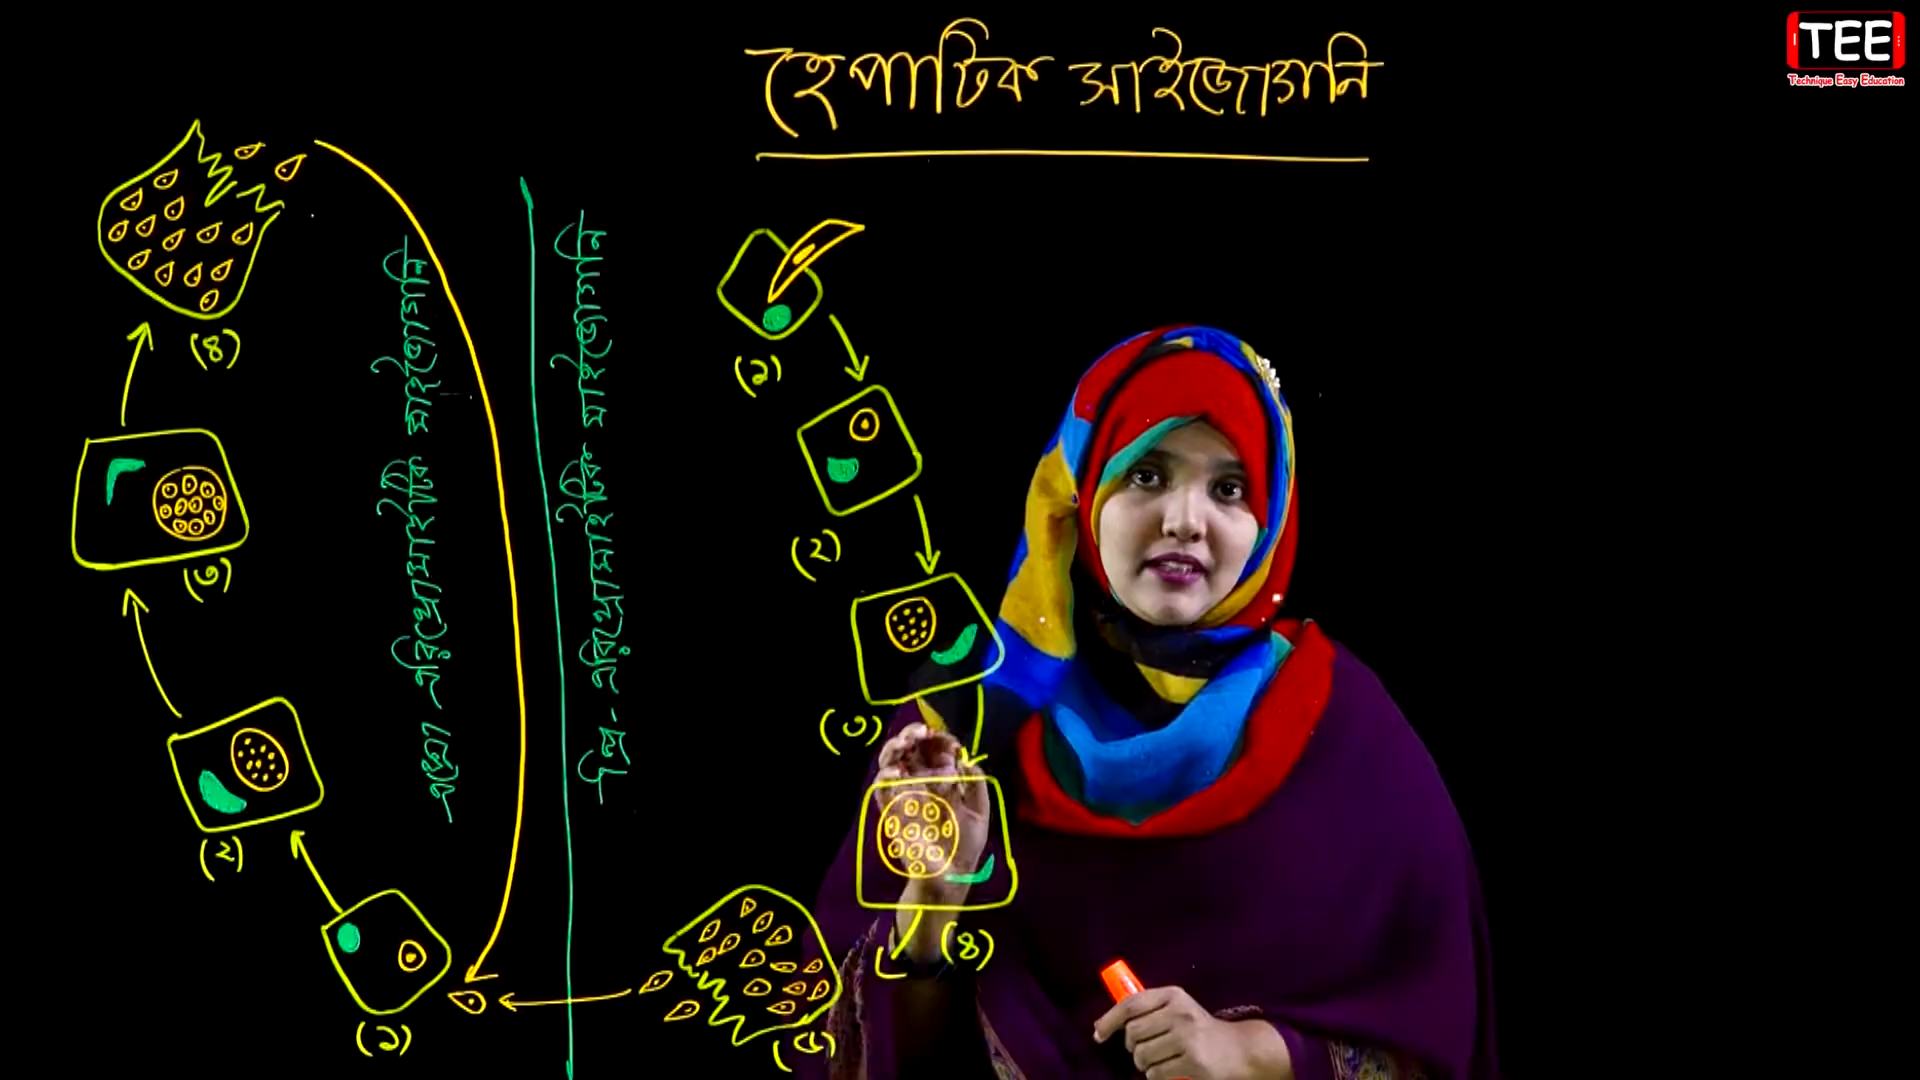 TEE
Technique Easy Education
হেপাটিক সাইজোগনি
(১)
(২)
(৩)
(৪)
(৫)
প্রি-এরিথ্রোসাইটিক সাইজোগনি
এক্সো-এরিথ্রোসাইটিক সাইজোগনি
(১)
(২)
(৩)
(৪)